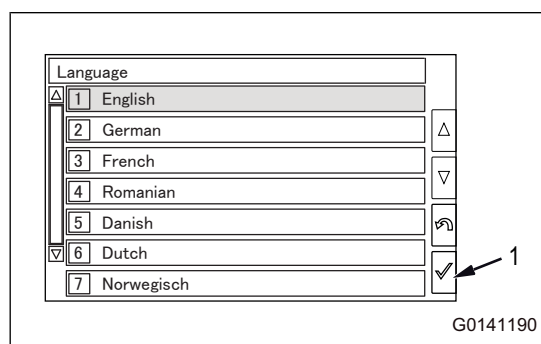 Language
1 English
2 German
3 French
4 Romanian
5 Danish
6 Dutch
7 Norwegisch
1
G0141190